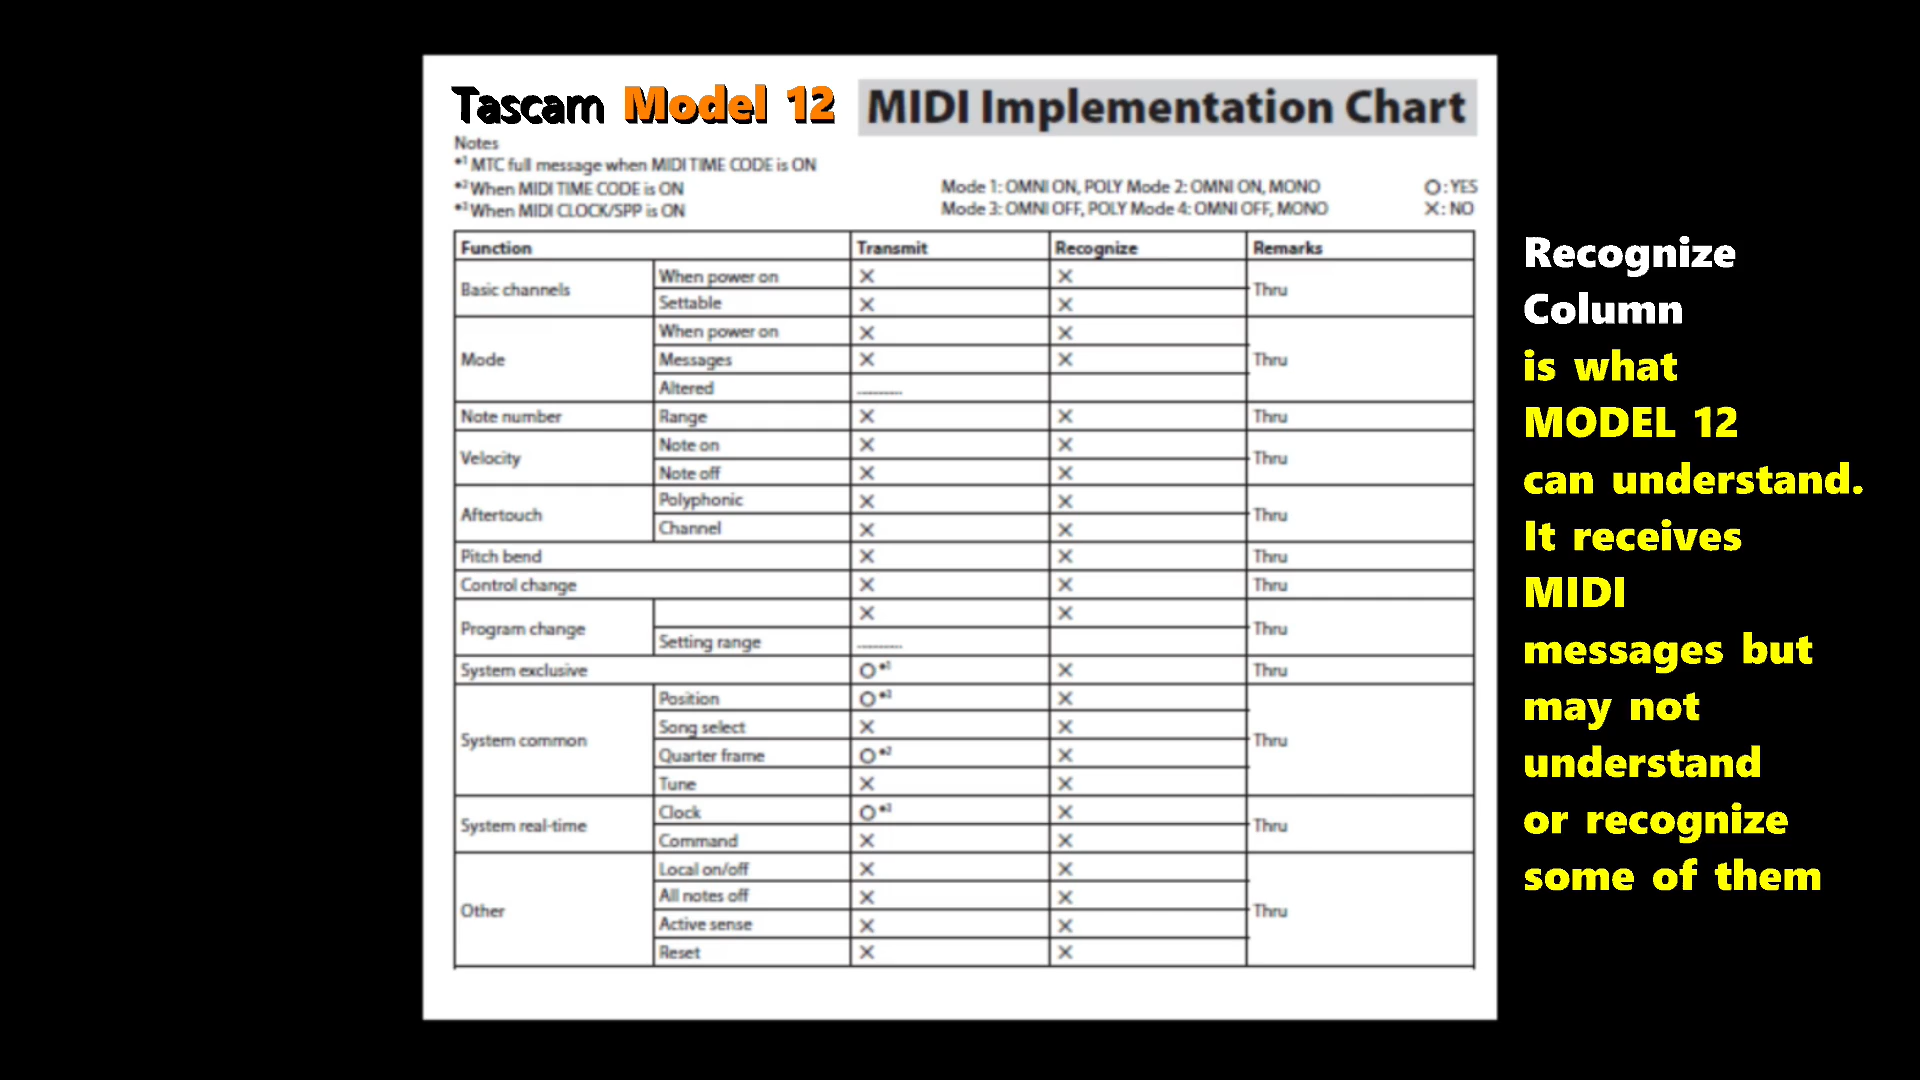 Tascam Model 12 MIDI Implementation Chart
Notes
*1 MTC full message when MIDI TIME CODE is ON
*2 When MIDI TIME CODE is ON Mode 1: OMNI ON, POLY Mode 2: OMNI ON, MONO O: YES
*3 When MIDI CLOCK/SPP is ON Mode 3: OMNI OFF, POLY Mode 4: OMNI OFF, MONO X: NO
Function Transmit Recognize Remarks
Basic channels When power on X X Thru
Settable X X
Mode When power on X X Thru
Messages X X
Altered ..........
Note number Range X X Thru
Velocity Note on X X Thru
Note off X X
Aftertouch Polyphonic X X Thru
Channel X X
Pitch bend X X Thru
Control change X X Thru
Program change X X Thru
Setting range ..........
System exclusive O*1 X Thru
System common Position O*3 X Thru
Song select X X
Quarter frame O*2 X
Tune X X
System real-time Clock O*3 X Thru
Command X X
Other Local on/off X X Thru
All notes off X X
Active sense X X
Reset X X
Recognize
Column
is what
MODEL 12
can understand.
It receives
MIDI
messages but
may not
understand
or recognize
some of them